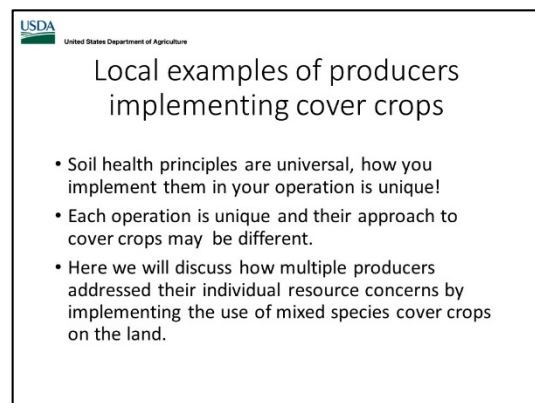 USDA
United States Department of Agriculture
Local examples of producers
implementing cover crops
• Soil health principles are universal, how you
implement them in your operation is unique!
• Each operation is unique and their approach to
cover crops may be different.
• Here we will discuss how multiple producers
addressed their individual resource concerns by
implementing the use of mixed species cover crops
on the land.